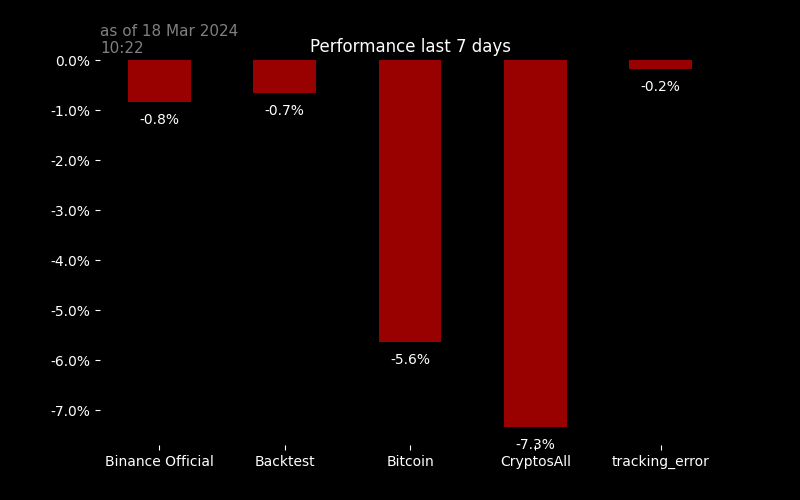 as of 18 Mar 2024
10:22
Performance last 7 days
0.0%
-1.0%
-2.0%
-3.0%
-4.0%
-5.0%
-6.0%
-7.0%
-0.8%
-0.7%
-5.6%
-7.3%
-0.2%
Binance Official
Backtest
Bitcoin
CryptosAll
tracking_error